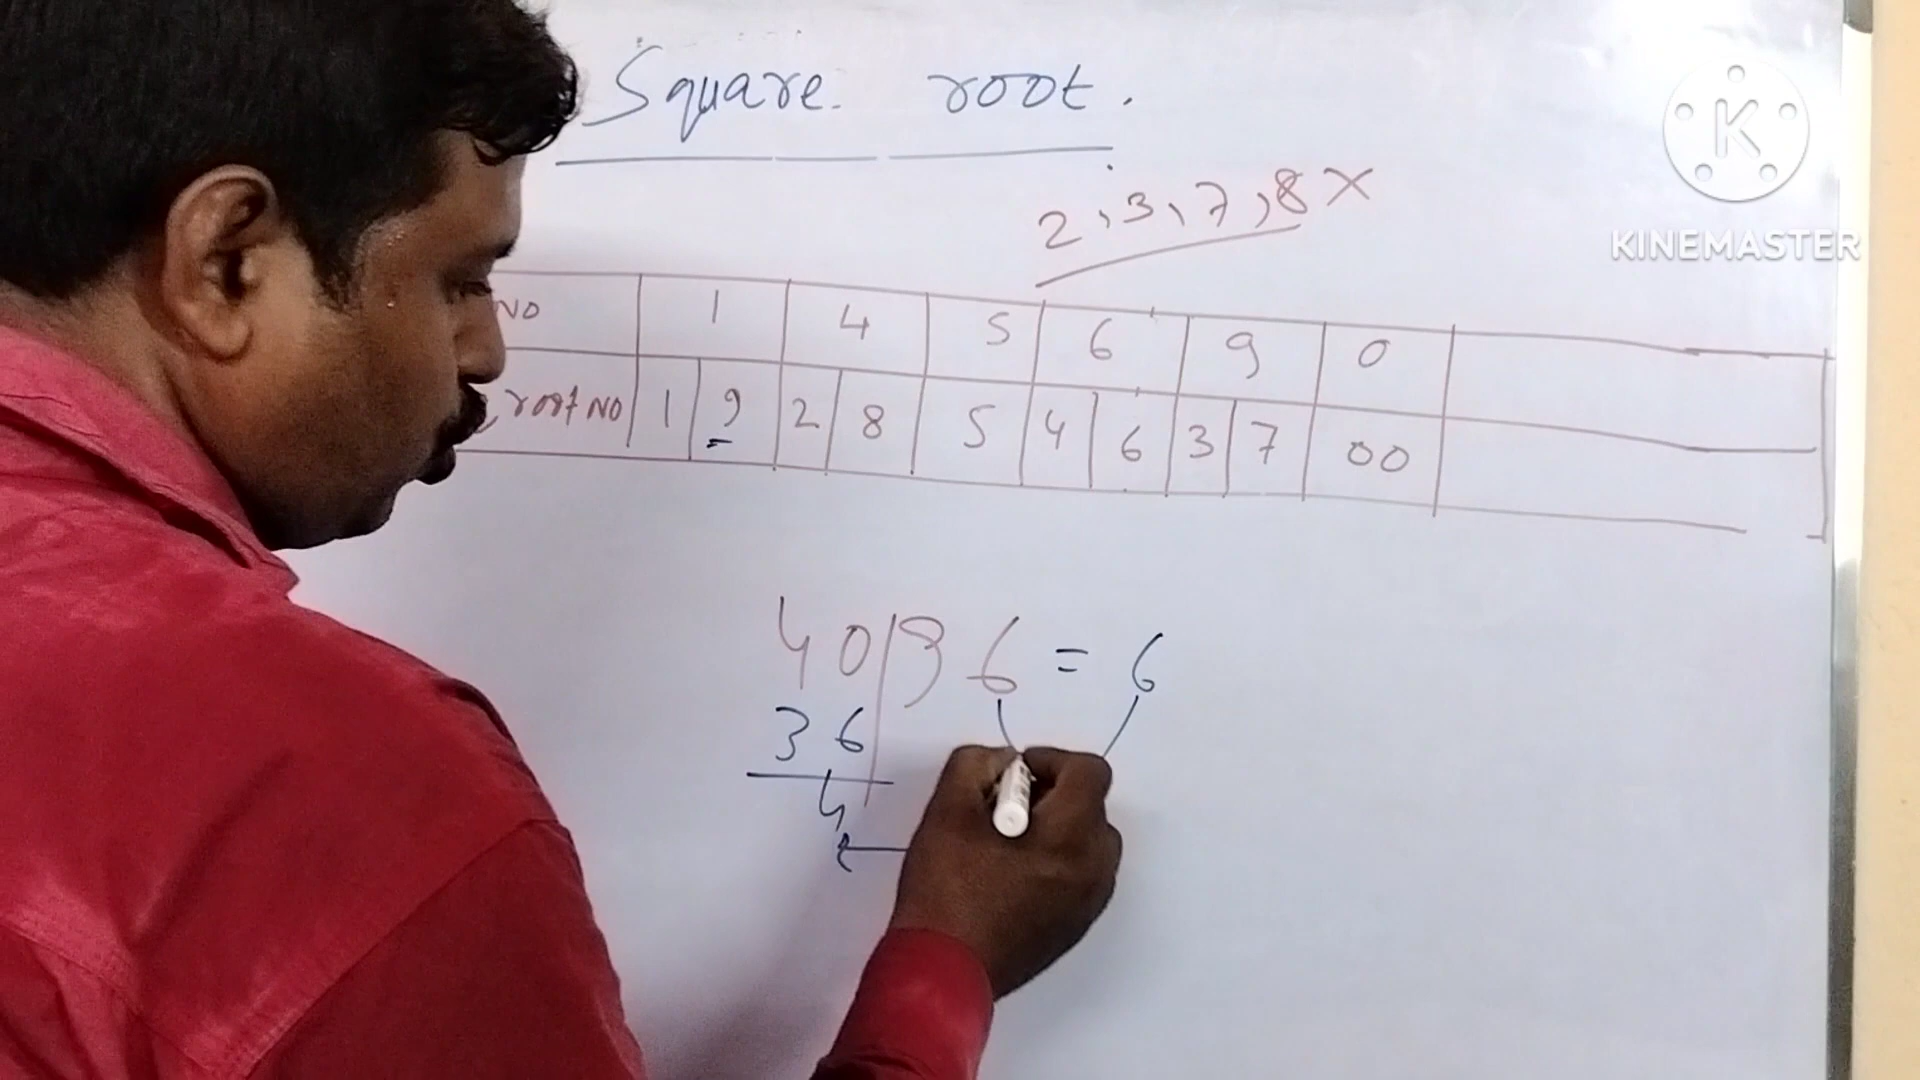 Square root.
2, 3, 7, 8 X
K
KINEMASTER
NO 1 4 5 6 9 0
root NO 1 9 2 8 5 4 6 3 7 00
40 96 = 6
36
4